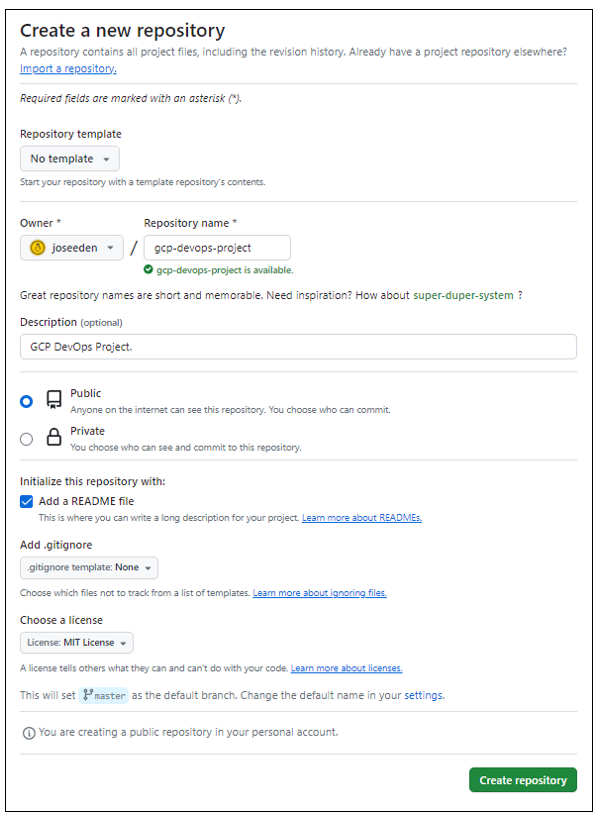 Create a new repository
A repository contains all project files, including the revision history. Already have a project repository elsewhere?
Import a repository.
Required fields are marked with an asterisk (*).
Repository template
No template
Start your repository with a template repository's contents.
Owner * Repository name *
joseeden / gcp-devops-project
gcp-devops-project is available.
Great repository names are short and memorable. Need inspiration? How about super-duper-system ?
Description (optional)
GCP DevOps Project.
Public
Anyone on the internet can see this repository. You choose who can commit.
Private
You choose who can see and commit to this repository.
Initialize this repository with:
Add a README file
This is where you can write a long description for your project. Learn more about READMEs.
Add .gitignore
.gitignore template: None
Choose which files not to track from a list of templates. Learn more about ignoring files.
Choose a license
License: MIT License
A license tells others what they can and can't do with your code. Learn more about licenses.
This will set master as the default branch. Change the default name in your settings.
You are creating a public repository in your personal account.
Create repository